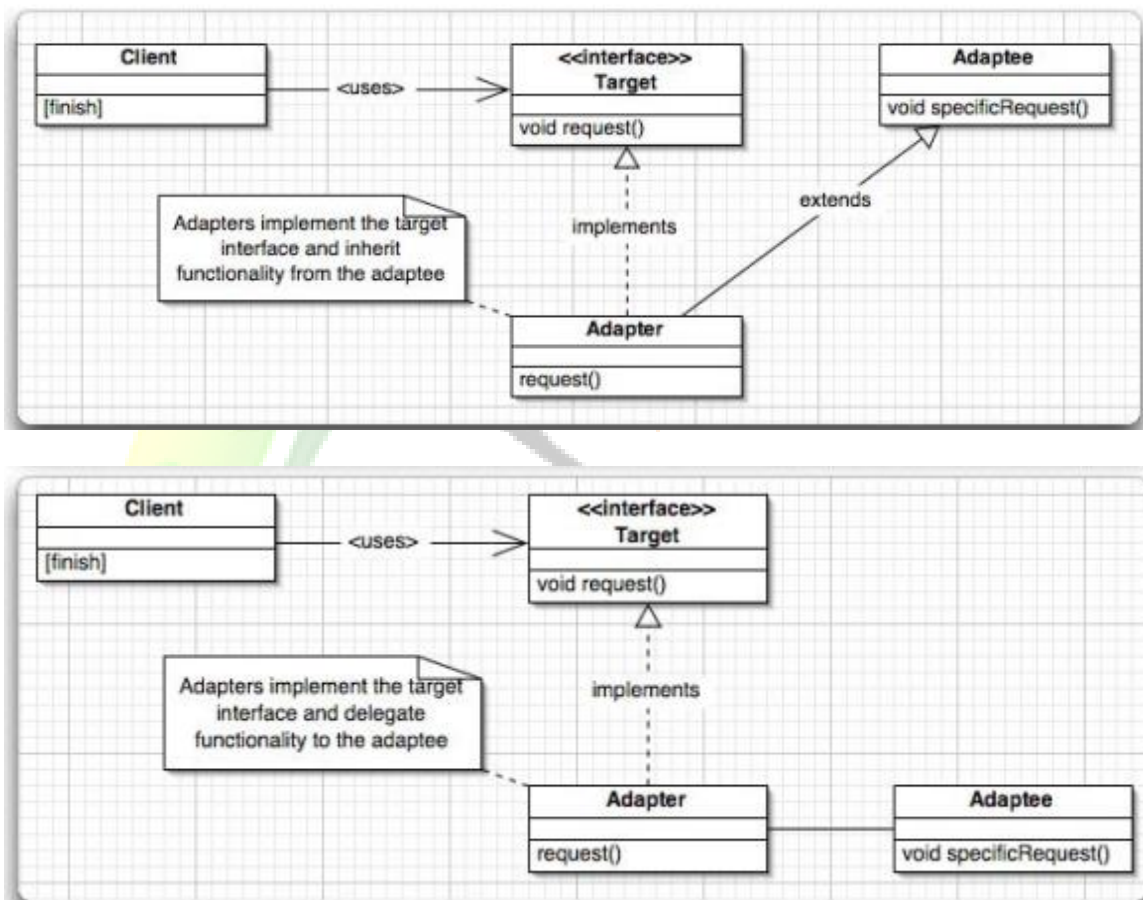 Client
[finish]
<uses>
<<interface>>
Target
void request()
Adaptee
void specificRequest()
extends
implements
Adapters implement the target
interface and inherit
functionality from the adaptee
Adapter
request()
Client
[finish]
<uses>
<<interface>>
Target
void request()
implements
Adapters implement the target
interface and delegate
functionality to the adaptee
Adapter
request()
Adaptee
void specificRequest()